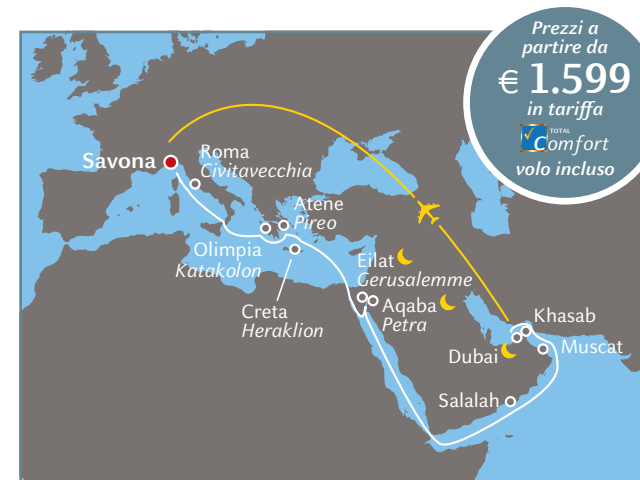 Prezzi a
partire da
€ 1.599
in tariffa
TOTAL
Comfort
volo incluso
Savona
Roma
Civitavecchia
Atene
Pireo
Olimpia
Katakolon
Creta
Heraklion
Eilat
Gerusalemme
Aqaba
Petra
Khasab
Dubai
Muscat
Salalah